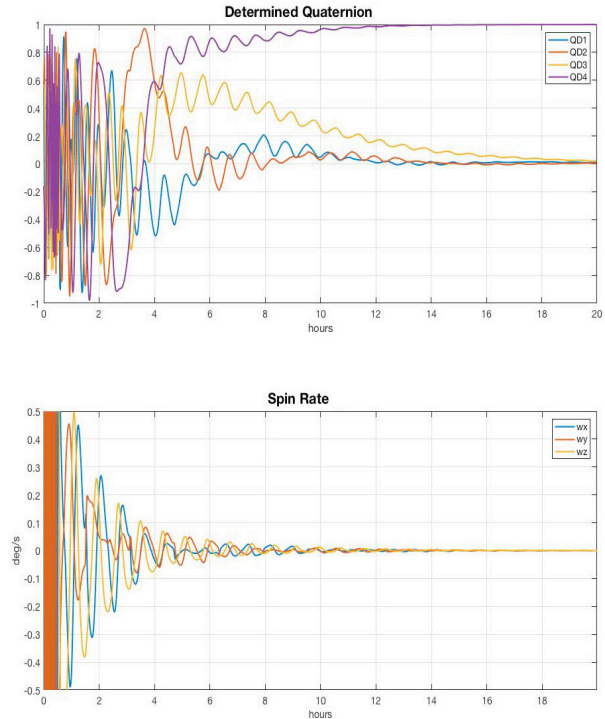 Determined Quaternion
1
0.8
0.6
0.4
0.2
0
-0.2
-0.4
-0.6
-0.8
-1
QD1
QD2
QD3
QD4
0 2 4 6 8 10 12 14 16 18 20
hours
Spin Rate
0.5
0.4
0.3
0.2
0.1
0
-0.1
-0.2
-0.3
-0.4
-0.5
deg/s
wx
wy
wz
0 2 4 6 8 10 12 14 16 18 20
hours